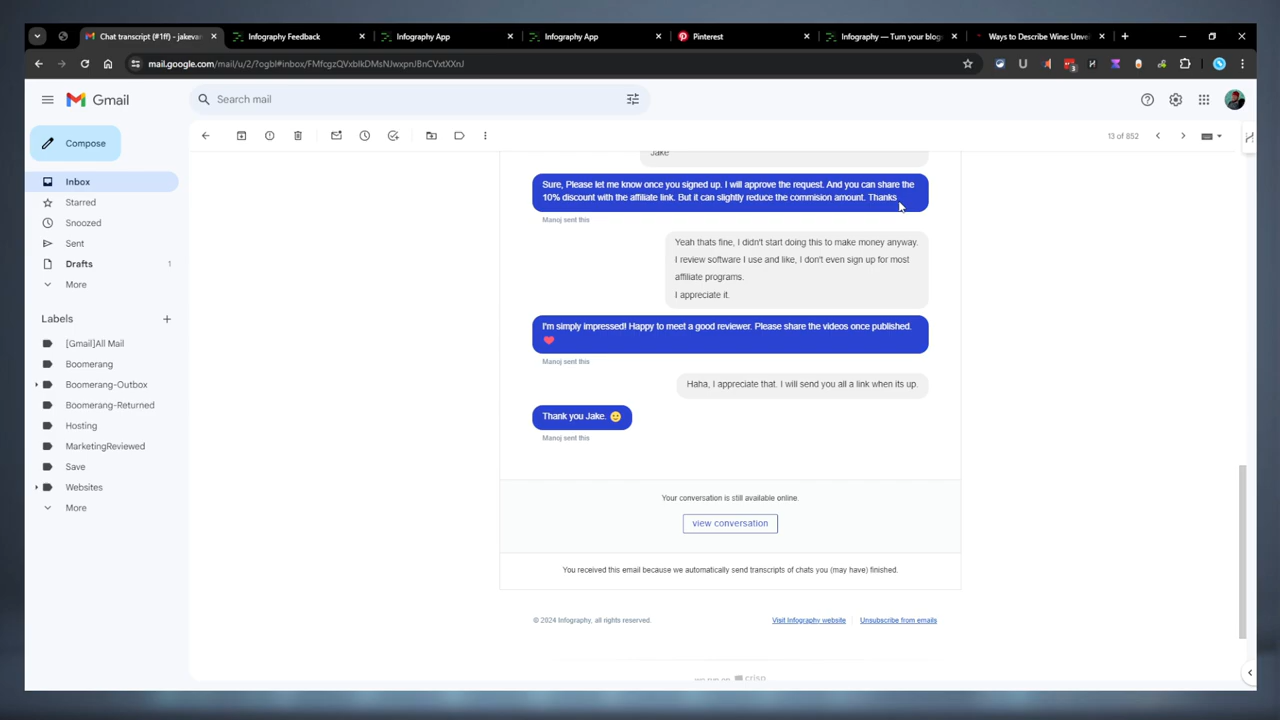 Chat transcript (#1ff) - jakevan
Infography Feedback
Infography App
Infography App
Pinterest
Infography — Turn your blog
Ways to Describe Wine: Unvei
mail.google.com/mail/u/2/?ogbl#inbox/FMfcgzQVxblkDMsNJwxpnJBnCVxtXXrJ
3
Gmail
Search mail
Compose
13 of 852
Inbox
Starred
Snoozed
Sent
Drafts 1
More
Labels
[Gmail]All Mail
Boomerang
Boomerang-Outbox
Boomerang-Returned
Hosting
MarketingReviewed
Save
Websites
More
Jake
Sure, Please let me know once you signed up. I will approve the request. And you can share the
10% discount with the affiliate link. But it can slightly reduce the commision amount. Thanks
Manoj sent this
Yeah thats fine, I didn't start doing this to make money anyway.
I review software I use and like, I don't even sign up for most
affiliate programs.
I appreciate it.
I'm simply impressed! Happy to meet a good reviewer. Please share the videos once published.
Manoj sent this
Haha, I appreciate that. I will send you all a link when its up.
Thank you Jake.
Manoj sent this
Your conversation is still available online.
view conversation
You received this email because we automatically send transcripts of chats you (may have) finished.
© 2024 Infography, all rights reserved.
Visit Infography website
Unsubscribe from emails
crisp